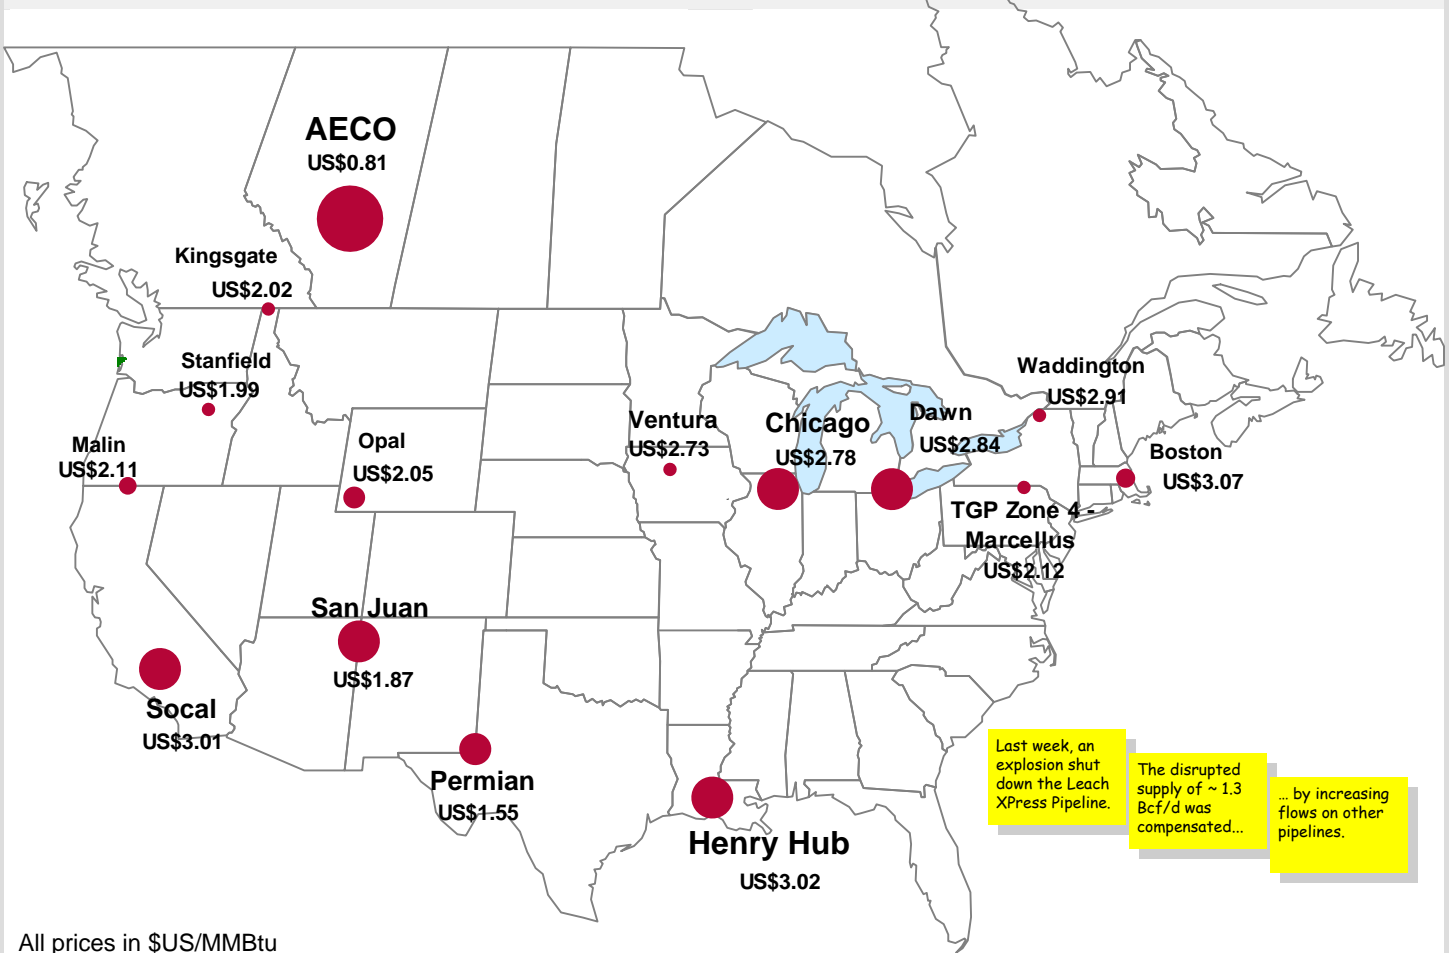 AECO
US$0.81
Kingsgate
US$2.02
Stanfield
US$1.99
Malin
US$2.11
Opal
US$2.05
Ventura
US$2.73
Chicago
US$2.78
Dawn
US$2.84
Waddington
US$2.91
Boston
US$3.07
TGP Zone 4 -
Marcellus
US$2.12
San Juan
US$1.87
Socal
US$3.01
Permian
US$1.55
Henry Hub
US$3.02
Last week, an
explosion shut
down the Leach
XPress Pipeline.
The disrupted
supply of ~ 1.3
Bcf/d was
compensated...
... by increasing
flows on other
pipelines.
All prices in $US/MMBtu